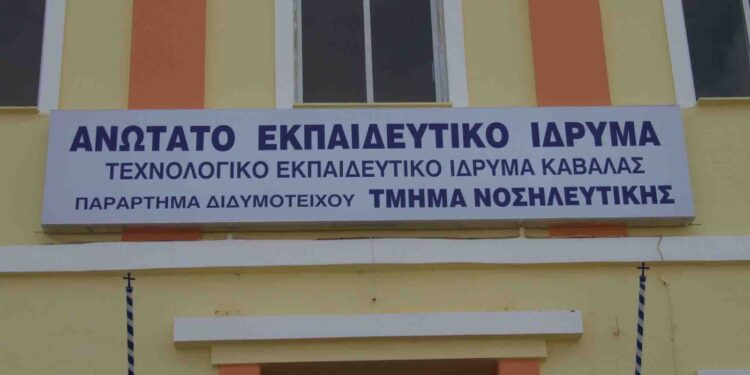 ΑΝΩΤΑΤΟ ΕΚΠΑΙΔΕΥΤΙΚΟ ΙΔΡΥΜΑ
ΤΕΧΝΟΛΟΓΙΚΟ ΕΚΠΑΙΔΕΥΤΙΚΟ ΙΔΡΥΜΑ ΚΑΒΑΛΑΣ
ΠΑΡΑΡΤΗΜΑ ΔΙΔΥΜΟΤΕΙΧΟΥ ΤΜΗΜΑ ΝΟΣΗΛΕΥΤΙΚΗΣ